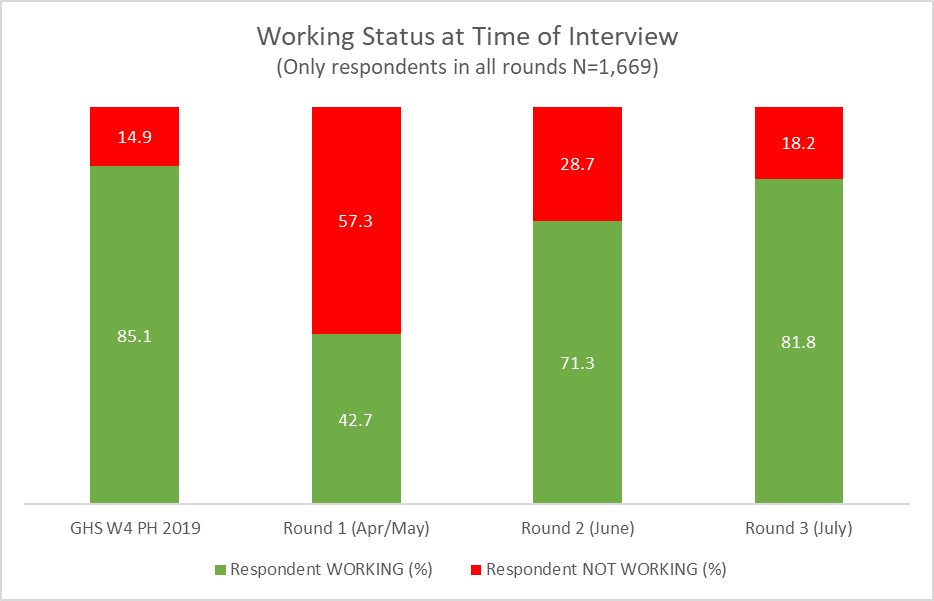 Working Status at Time of Interview
(Only respondents in all rounds N=1,669)
14.9
57.3
28.7
18.2
85.1
42.7
71.3
81.8
GHS W4 PH 2019
Round 1 (Apr/May)
Round 2 (June)
Round 3 (July)
Respondent WORKING (%)
Respondent NOT WORKING (%)